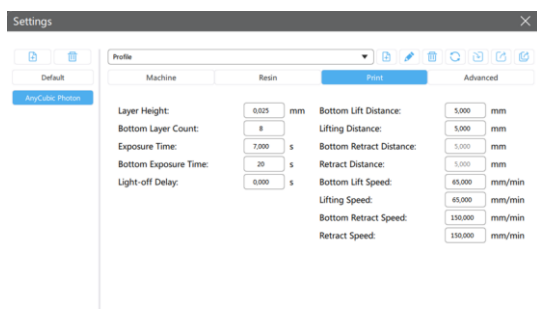 Settings
Profile
Default
Machine
Resin
Print
Advanced
AnyCubic Photon
Layer Height: 0,025 mm
Bottom Layer Count: 8
Exposure Time: 7,000 s
Bottom Exposure Time: 20 s
Light-off Delay: 0,000 s
Bottom Lift Distance: 5,000 mm
Lifting Distance: 5,000 mm
Bottom Retract Distance: 5,000 mm
Retract Distance: 5,000 mm
Bottom Lift Speed: 65,000 mm/min
Lifting Speed: 65,000 mm/min
Bottom Retract Speed: 150,000 mm/min
Retract Speed: 150,000 mm/min